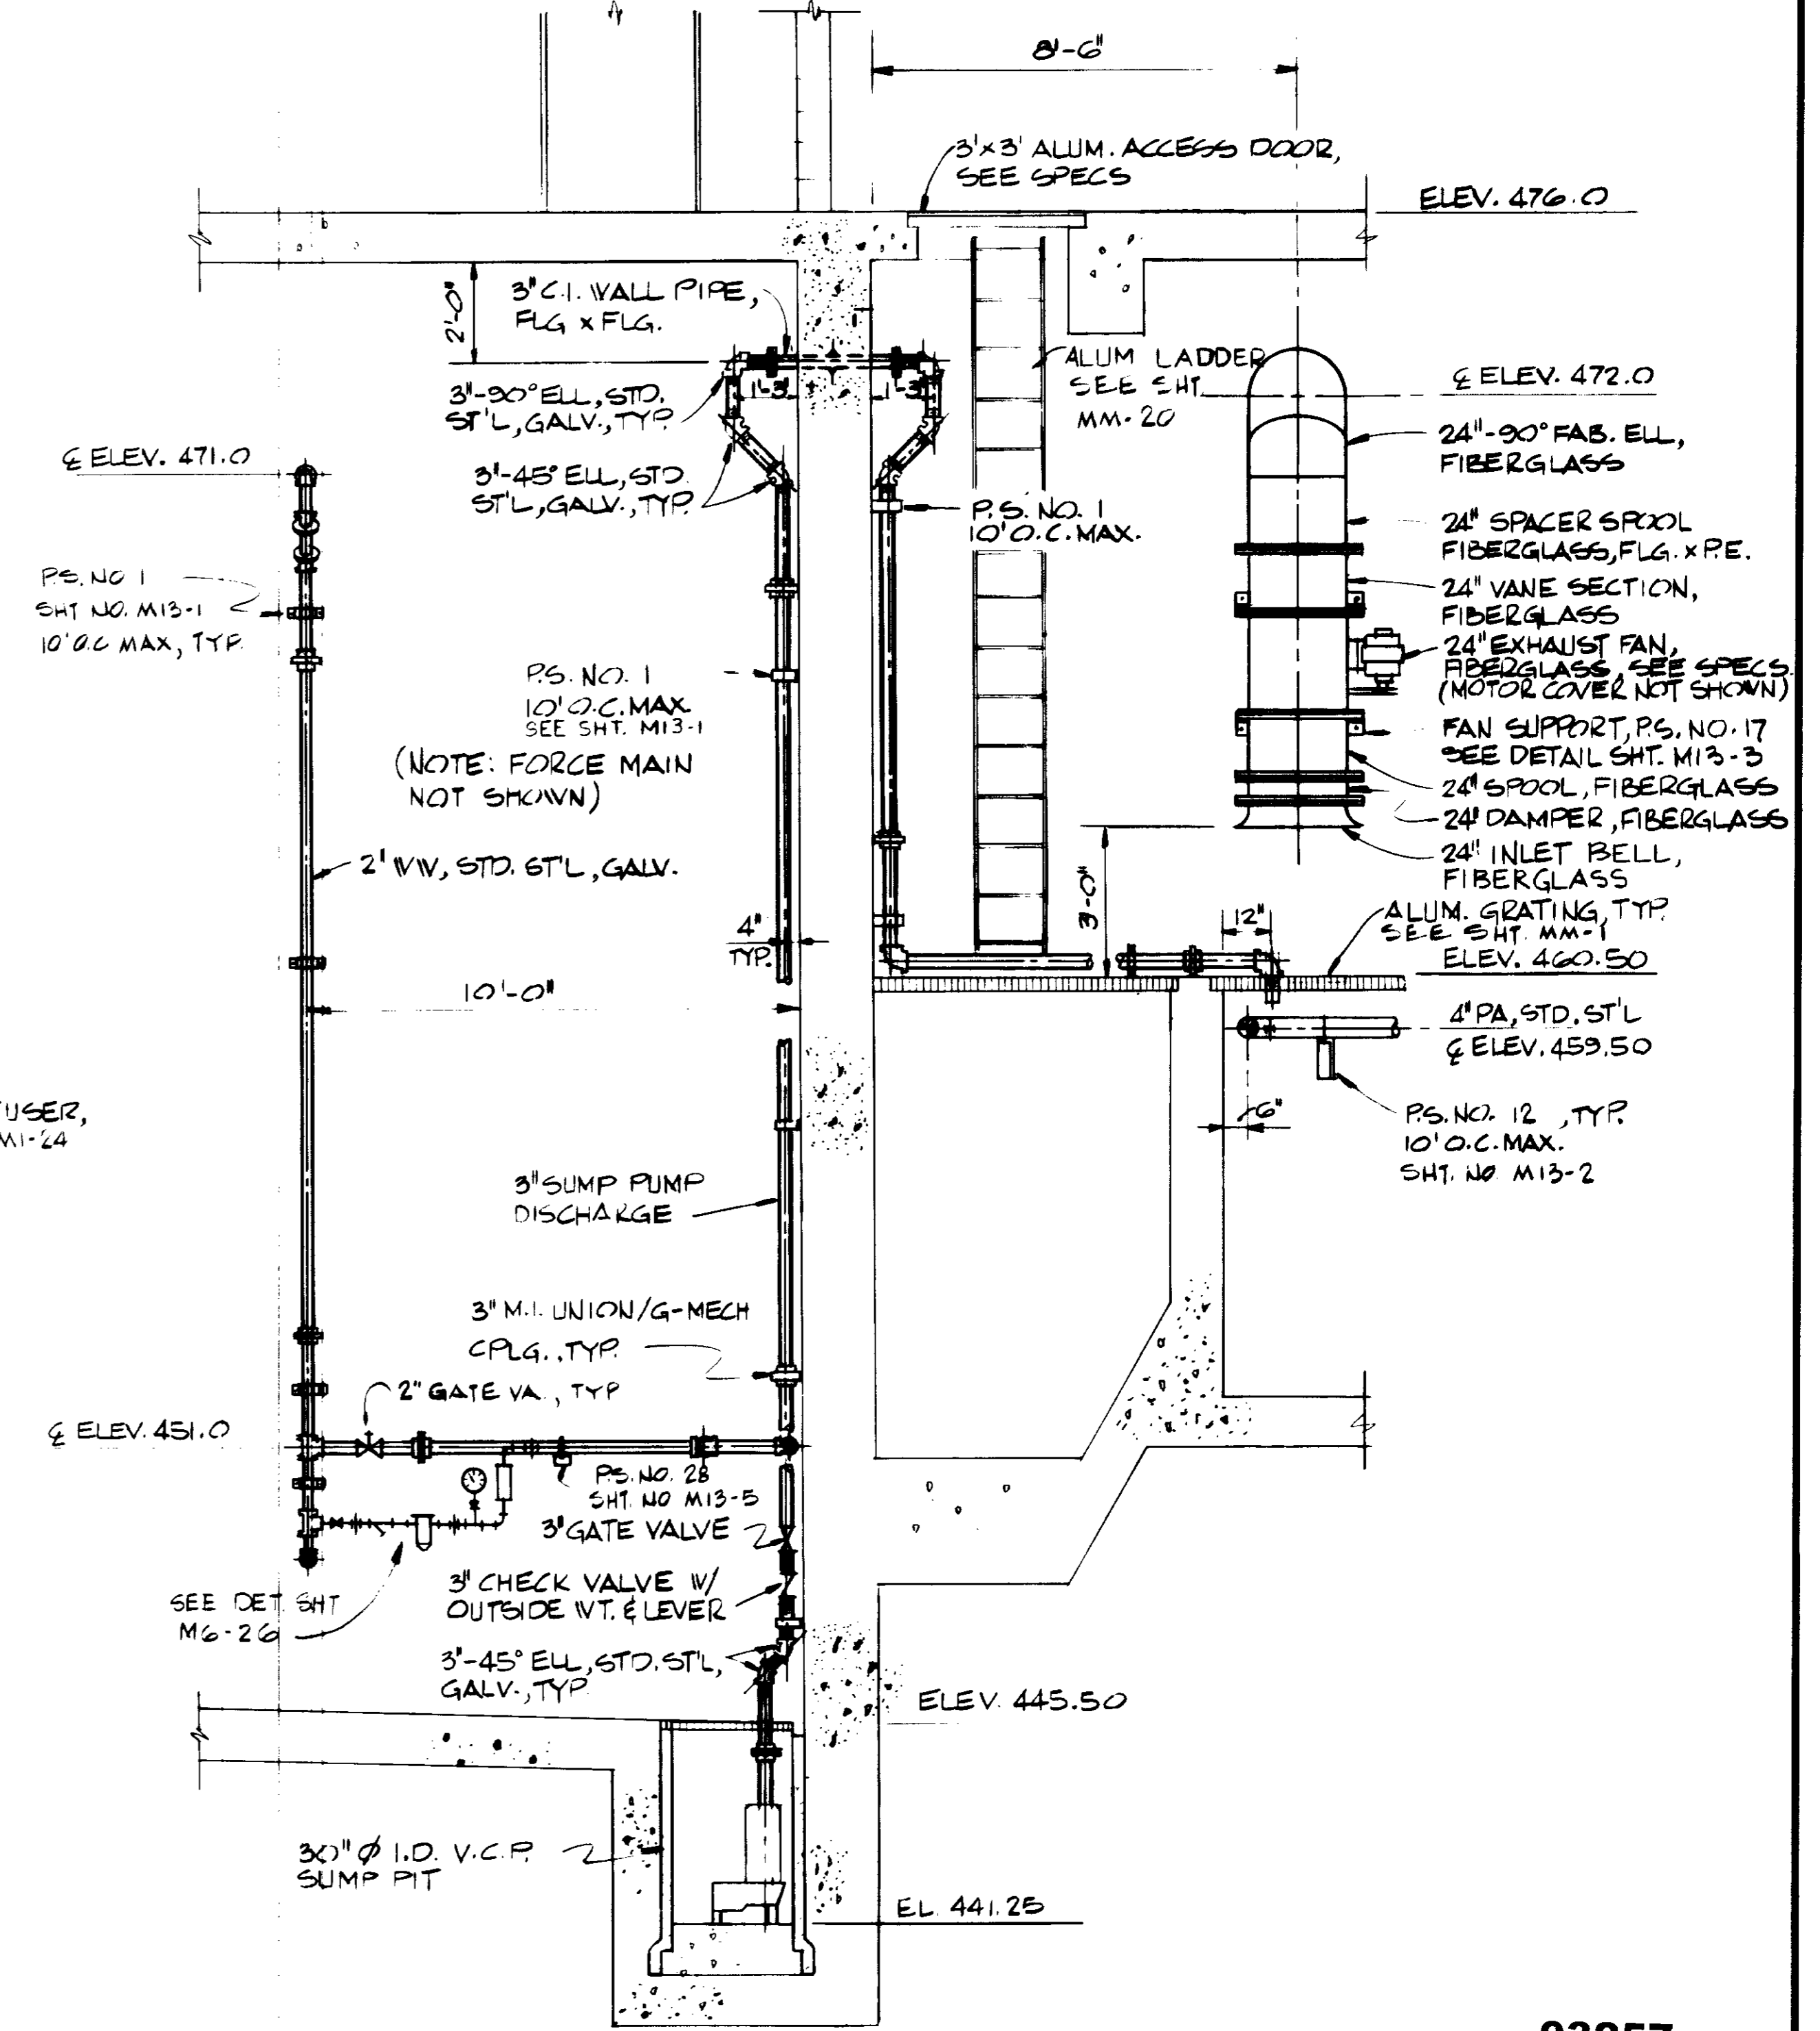 8'-6"
3'x3' ALUM. ACCESS DOOR,
SEE SPECS
ELEV. 476.0
2'-0"
3" C.I. WALL PIPE,
FLG x FLG.
ALUM LADDER
SEE SHT.
MM-20
℄ ELEV. 472.0
1'-3"
1'-3"
3"-90° ELL, STD.
ST'L, GALV., TYP.
24"-90° FAB. ELL,
FIBERGLASS
℄ ELEV. 471.0
3"-45° ELL, STD.
ST'L, GALV., TYP.
P.S. NO. 1
10' O.C. MAX.
24" SPACER SPOOL
FIBERGLASS, FLG. x P.E.
P.S. NO 1
SHT NO. M13-1
10' O.C MAX, TYP.
24" VANE SECTION,
FIBERGLASS
24" EXHAUST FAN,
FIBERGLASS, SEE SPECS.
(MOTOR COVER NOT SHOWN)
P.S. NO. 1
10' O.C. MAX.
SEE SHT. M13-1
(NOTE: FORCE MAIN
NOT SHOWN)
FAN SUPPORT, P.S. NO. 17
SEE DETAIL SHT. M13-3
24" SPOOL, FIBERGLASS
24" DAMPER, FIBERGLASS
24" INLET BELL,
FIBERGLASS
2" WW, STD. ST'L, GALV.
3'-0"
12"
ALUM. GRATING, TYP.
SEE SHT. MM-1
ELEV. 460.50
4"
TYP.
10'-0"
4" PA, STD. ST'L
℄ ELEV. 459.50
6"
P.S. NO. 12 , TYP.
10' O.C. MAX.
SHT. NO. M13-2
USER,
M1-24
3" SUMP PUMP
DISCHARGE
3" M.I. UNION/G-MECH
CPLG., TYP.
2" GATE VA., TYP
℄ ELEV. 451.0
P.S. NO. 28
SHT. NO M13-5
3" GATE VALVE
3" CHECK VALVE W/
OUTSIDE WT. & LEVER
SEE DET. SHT
M6-26
3"-45° ELL, STD. ST'L,
GALV., TYP
ELEV. 445.50
30" Ø I.D. V.C.P.
SUMP PIT
EL. 441.25